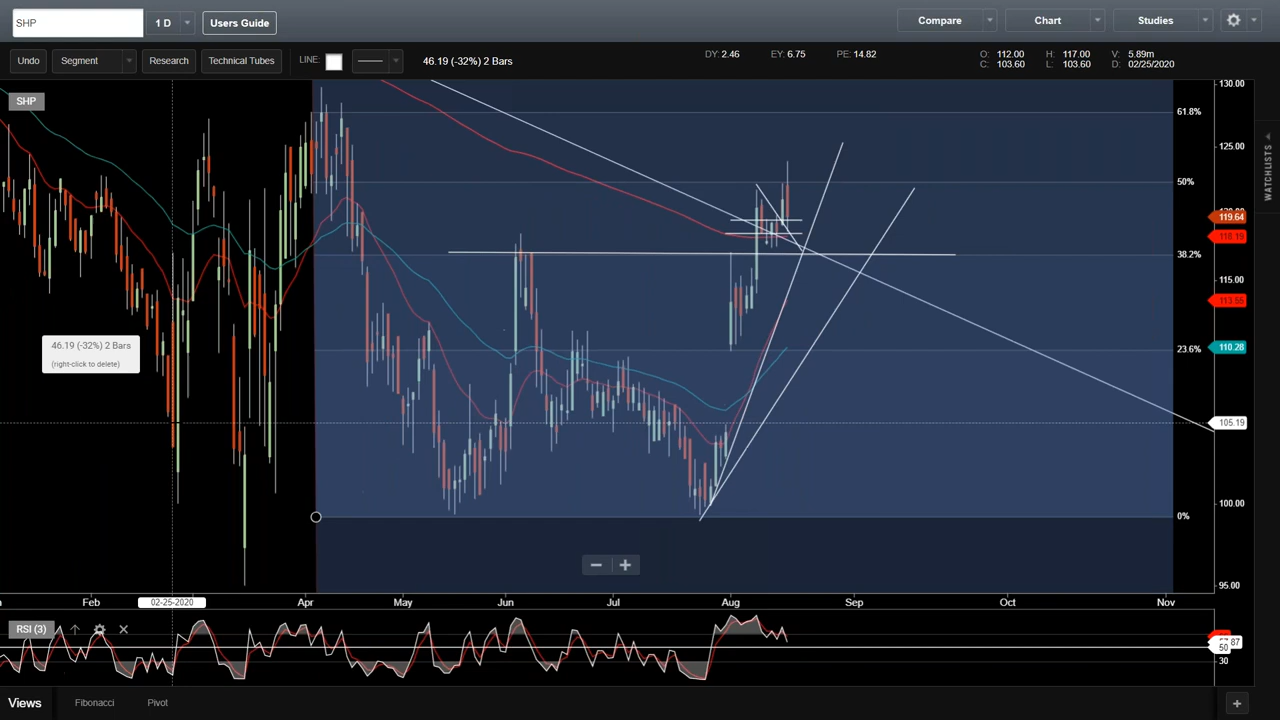 SHP
1 D
Users Guide
Compare
Chart
Studies
Undo
Segment
Research
Technical Tubes
LINE:
46.19 (-32%) 2 Bars
DY: 2.46
EY: 6.75
PE: 14.82
O: 112.00 H: 117.00 V: 5.89m
C: 103.60 L: 103.60 D: 02/25/2020
SHP
130.00
61.8%
125.00
WATCHLISTS
50%
119.64
118.19
38.2%
115.00
113.55
46.19 (-32%) 2 Bars
(right-click to delete)
23.6%
110.28
105.19
100.00
0%
95.00
Feb
02-25-2020
Apr
May
Jun
Jul
Aug
Sep
Oct
Nov
RSI (3)
50
30
Views
Fibonacci
Pivot